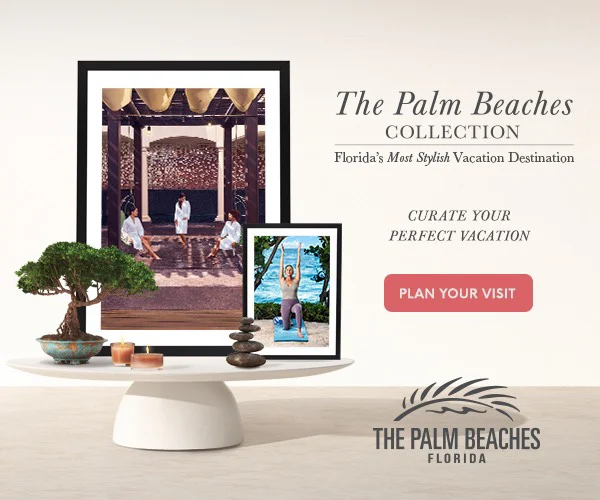 The Palm Beaches
COLLECTION
Florida's Most Stylish Vacation Destination
CURATE YOUR
PERFECT VACATION
PLAN YOUR VISIT
THE PALM BEACHES
FLORIDA